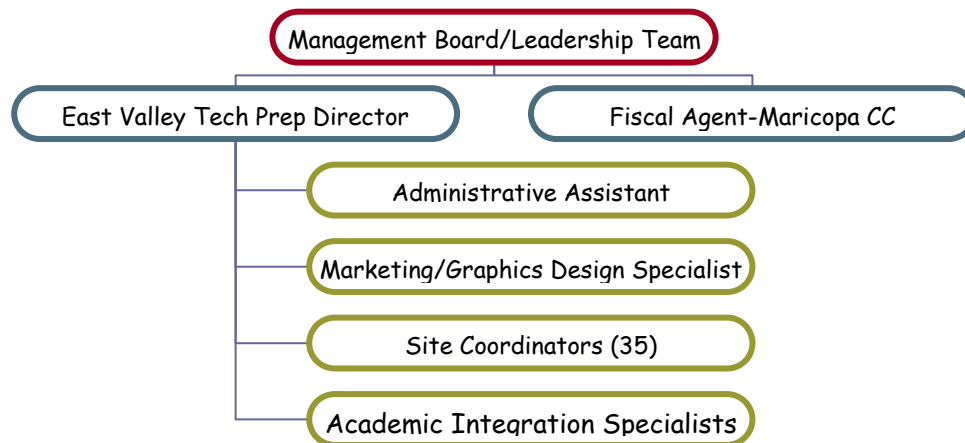 Management Board/Leadership Team
East Valley Tech Prep Director
Fiscal Agent-Maricopa CC
Administrative Assistant
Marketing/Graphics Design Specialist
Site Coordinators (35)
Academic Integration Specialists